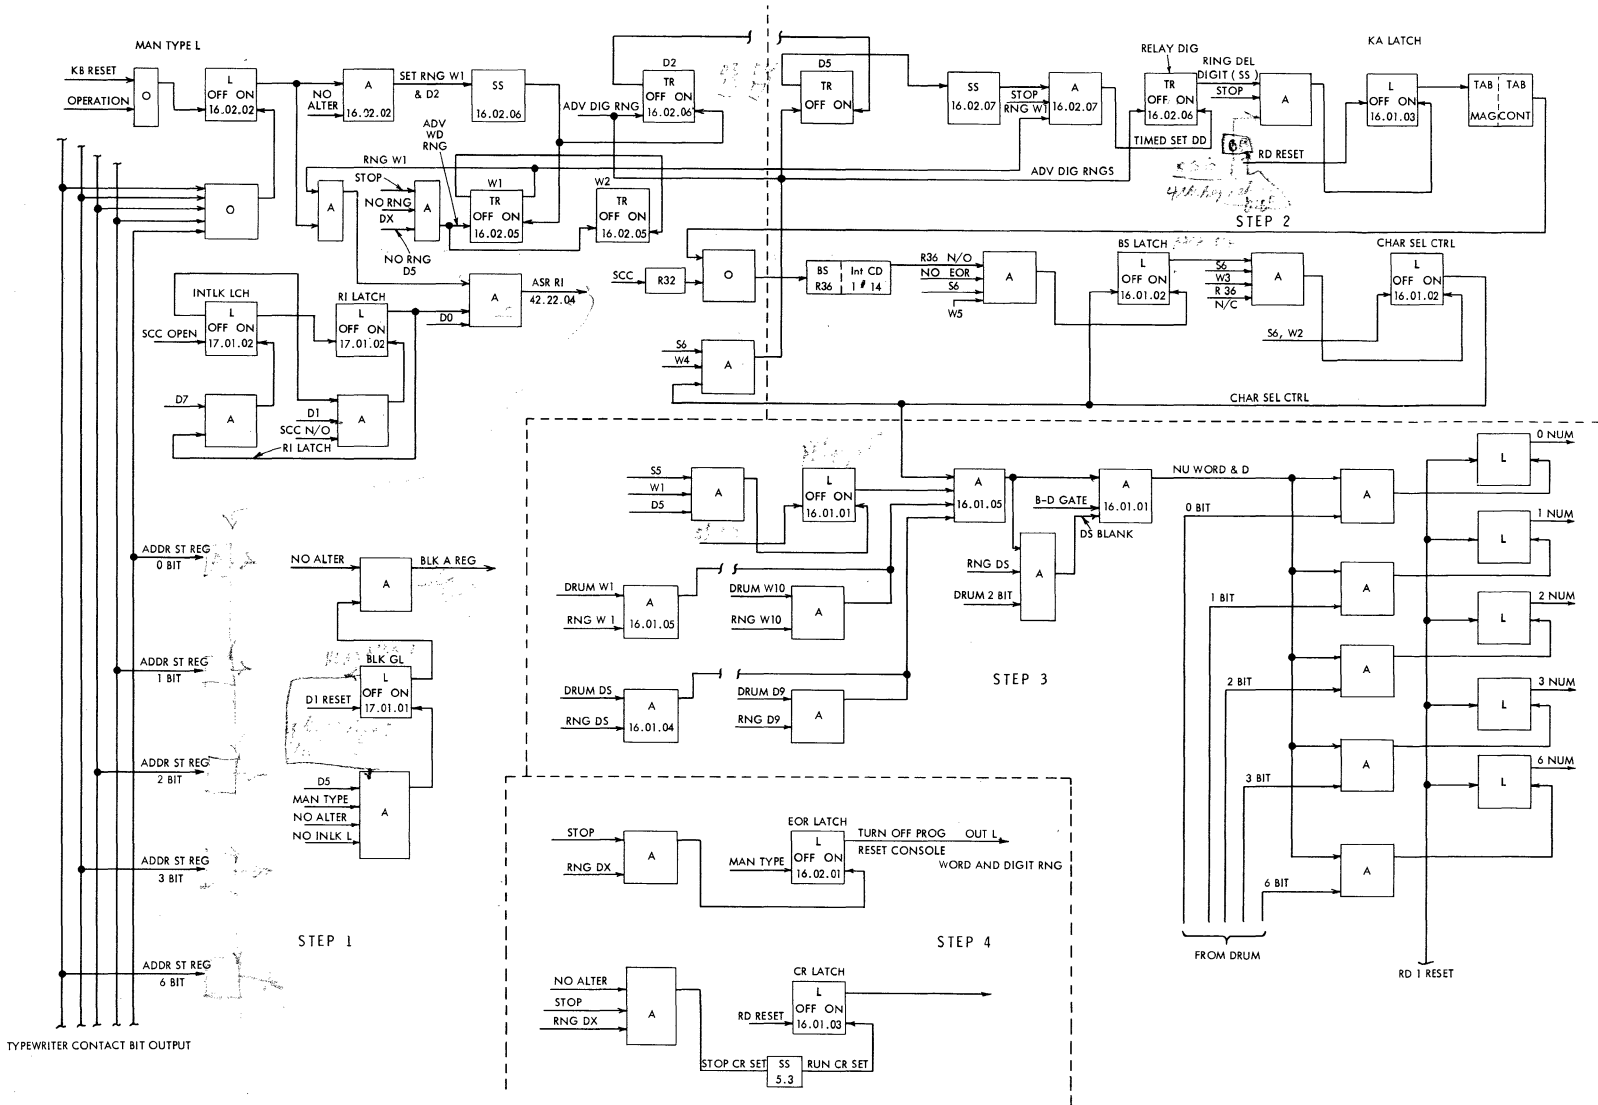 MAN TYPE L
KB RESET
OPERATION
O
L
OFF ON
16.02.02
NO
ALTER
A
16.02.02
SET RNG W1
& D2
SS
16.02.06
ADV
WD
RNG
ADV DIG RNG
D2
TR
OFF ON
16.02.06
D5
TR
OFF ON
SS
16.02.07
STOP
RNG W1
A
16.02.07
RELAY DIG
TR
OFF ON
16.02.06
RING DEL
DIGIT ( SS )
STOP
A
TIMED SET DD
KA LATCH
L
OFF ON
16.01.03
RD RESET
TAB TAB
MAG CONT
STEP 2
ADV DIG RNGS
RNG W1
STOP
NO RNG
DX
NO RNG
D5
A
A
W1
TR
OFF ON
16.02.05
W2
TR
OFF ON
16.02.05
O
INTLK LCH
L
OFF ON
17.01.02
SCC OPEN
RI LATCH
L
OFF ON
17.01.02
D0
A
ASR RI
42.22.04
D7
A
D1
SCC N/O
A
RI LATCH
SCC
R32
O
BS
R36
Int CD
1 # 14
R36 N/O
NO EOR
S6
W5
A
BS LATCH
L
OFF ON
16.01.02
S6
W3
R 36
N/C
A
CHAR SEL CTRL
L
OFF ON
16.01.02
S6, W2
S6
W4
A
CHAR SEL CTRL
S5
W1
D5
A
L
OFF ON
16.01.01
A
16.01.05
B-D GATE
A
16.01.01
DS BLANK
NU WORD & D
RNG DS
DRUM 2 BIT
A
DRUM W1
RNG W 1
A
16.01.05
DRUM W10
RNG W10
A
DRUM DS
RNG DS
A
16.01.04
DRUM D9
RNG D9
A
STEP 3
0 BIT
A
L
0 NUM
1 BIT
A
L
1 NUM
2 BIT
A
L
2 NUM
3 BIT
A
L
3 NUM
6 BIT
A
L
6 NUM
FROM DRUM
RD 1 RESET
ADDR ST REG
0 BIT
ADDR ST REG
1 BIT
ADDR ST REG
2 BIT
ADDR ST REG
3 BIT
ADDR ST REG
6 BIT
NO ALTER
A
BLK A REG
BLK GL
L
OFF ON
17.01.01
D1 RESET
D5
MAN TYPE
NO ALTER
NO INLK L
A
STEP 1
TYPEWRITER CONTACT BIT OUTPUT
STOP
RNG DX
A
EOR LATCH
L
OFF ON
16.02.01
MAN TYPE
TURN OFF PROG OUT L
RESET CONSOLE
WORD AND DIGIT RNG
STEP 4
NO ALTER
STOP
RNG DX
A
CR LATCH
L
OFF ON
16.01.03
RD RESET
STOP CR SET
SS
5.3
RUN CR SET